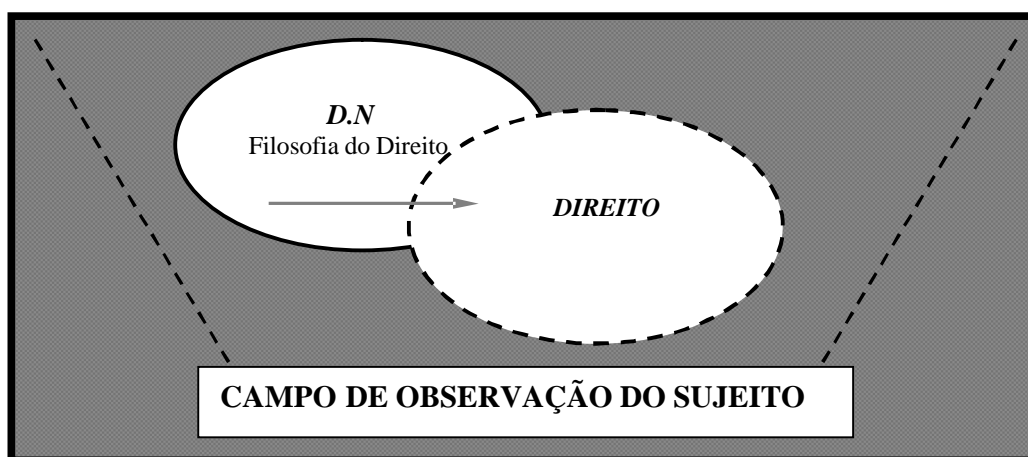 D.N
Filosofia do Direito
DIREITO
CAMPO DE OBSERVAÇÃO DO SUJEITO